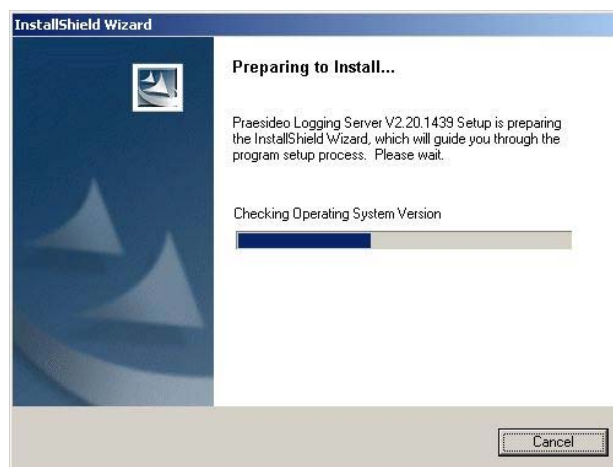 InstallShield Wizard
Preparing to Install...
Praesideo Logging Server V2.20.1439 Setup is preparing
the InstallShield Wizard, which will guide you through the
program setup process. Please wait.
Checking Operating System Version
Cancel